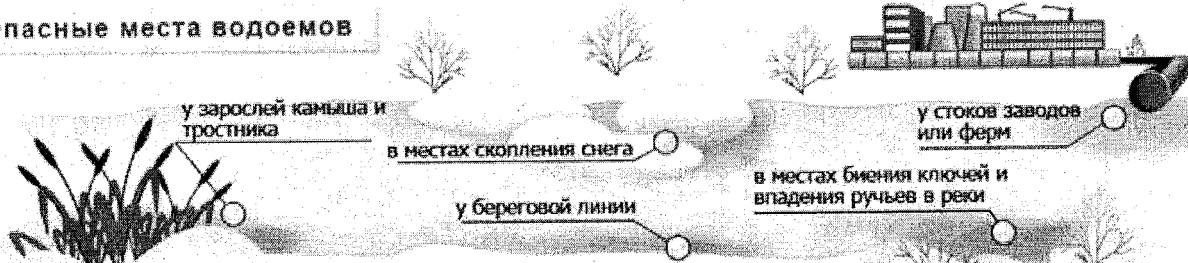 пасные места водоемов
у зарослей камыша и
тростника
в местах скопления снега
у береговой линии
у стоков заводов
или ферм
в местах биения ключей и
впадения ручьев в реки